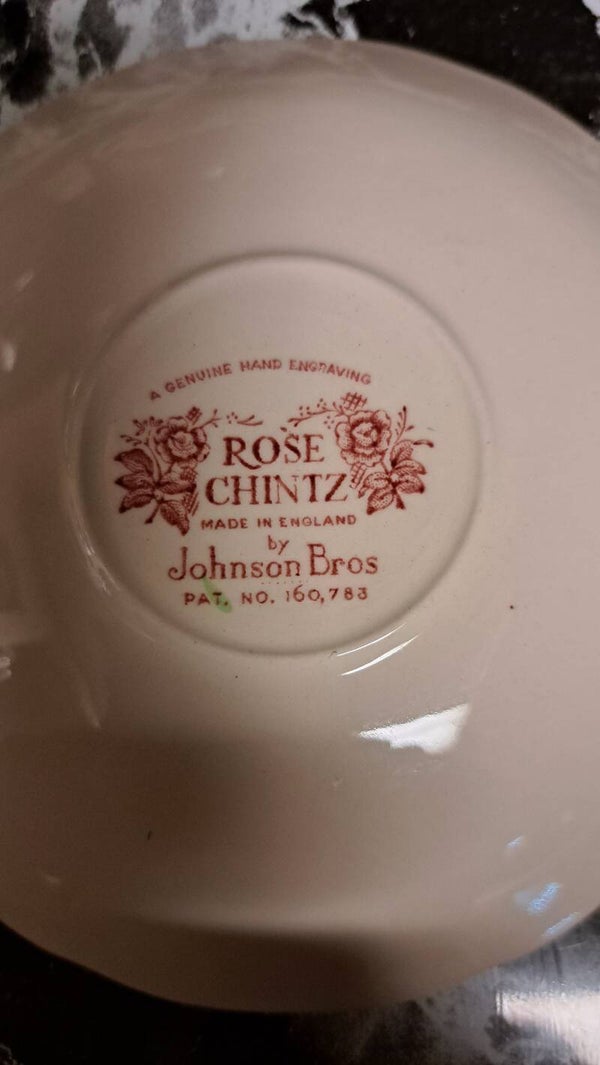 A GENUINE HAND ENGRAVING
ROSE
CHINTZ
MADE IN ENGLAND
by
Johnson Bros
PAT. NO. 160,783